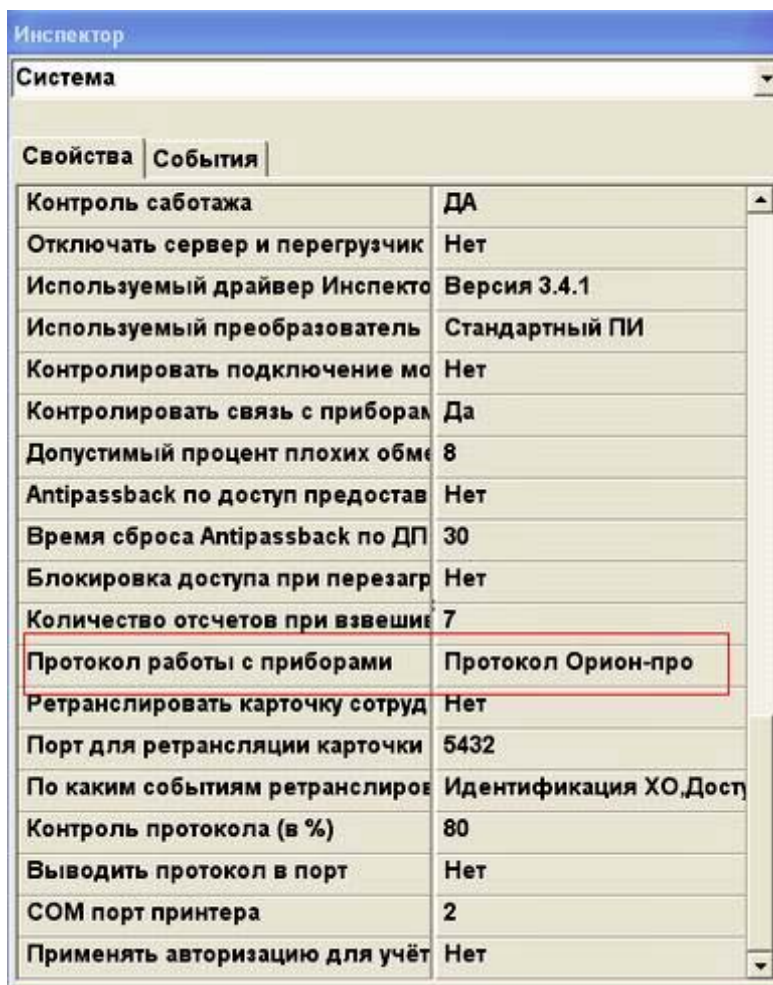 Инспектор
Система
Свойства События
Контроль саботажа ДА
Отключать сервер и перегрузчик Нет
Используемый драйвер Инспекто Версия 3.4.1
Используемый преобразователь Стандартный ПИ
Контролировать подключение мо Нет
Контролировать связь с приборам Да
Допустимый процент плохих обме 8
Antipassback по доступ предостав Нет
Время сброса Antipassback по ДП 30
Блокировка доступа при перезагр Нет
Количество отсчетов при взвешив 7
Протокол работы с приборами Протокол Орион-про
Ретранслировать карточку сотруд Нет
Порт для ретрансляции карточки 5432
По каким событиям ретранслиров Идентификация ХО,Досту
Контроль протокола (в %) 80
Выводить протокол в порт Нет
COM порт принтера 2
Применять авторизацию для учёт Нет